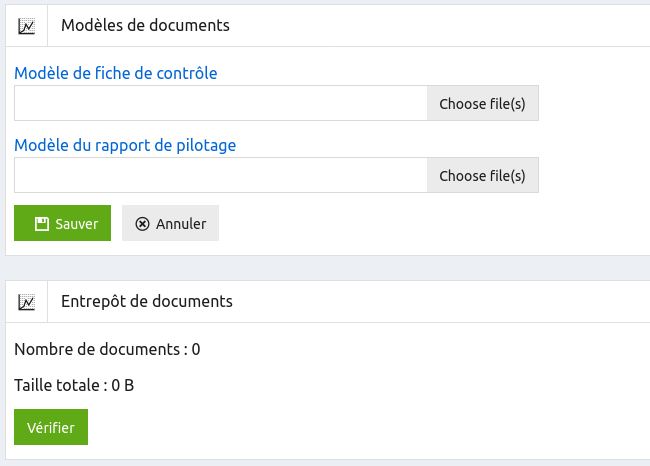 Modèles de documents
Modèle de fiche de contrôle
Choose file(s)
Modèle du rapport de pilotage
Choose file(s)
Sauver Annuler
Entrepôt de documents
Nombre de documents : 0
Taille totale : 0 B
Vérifier